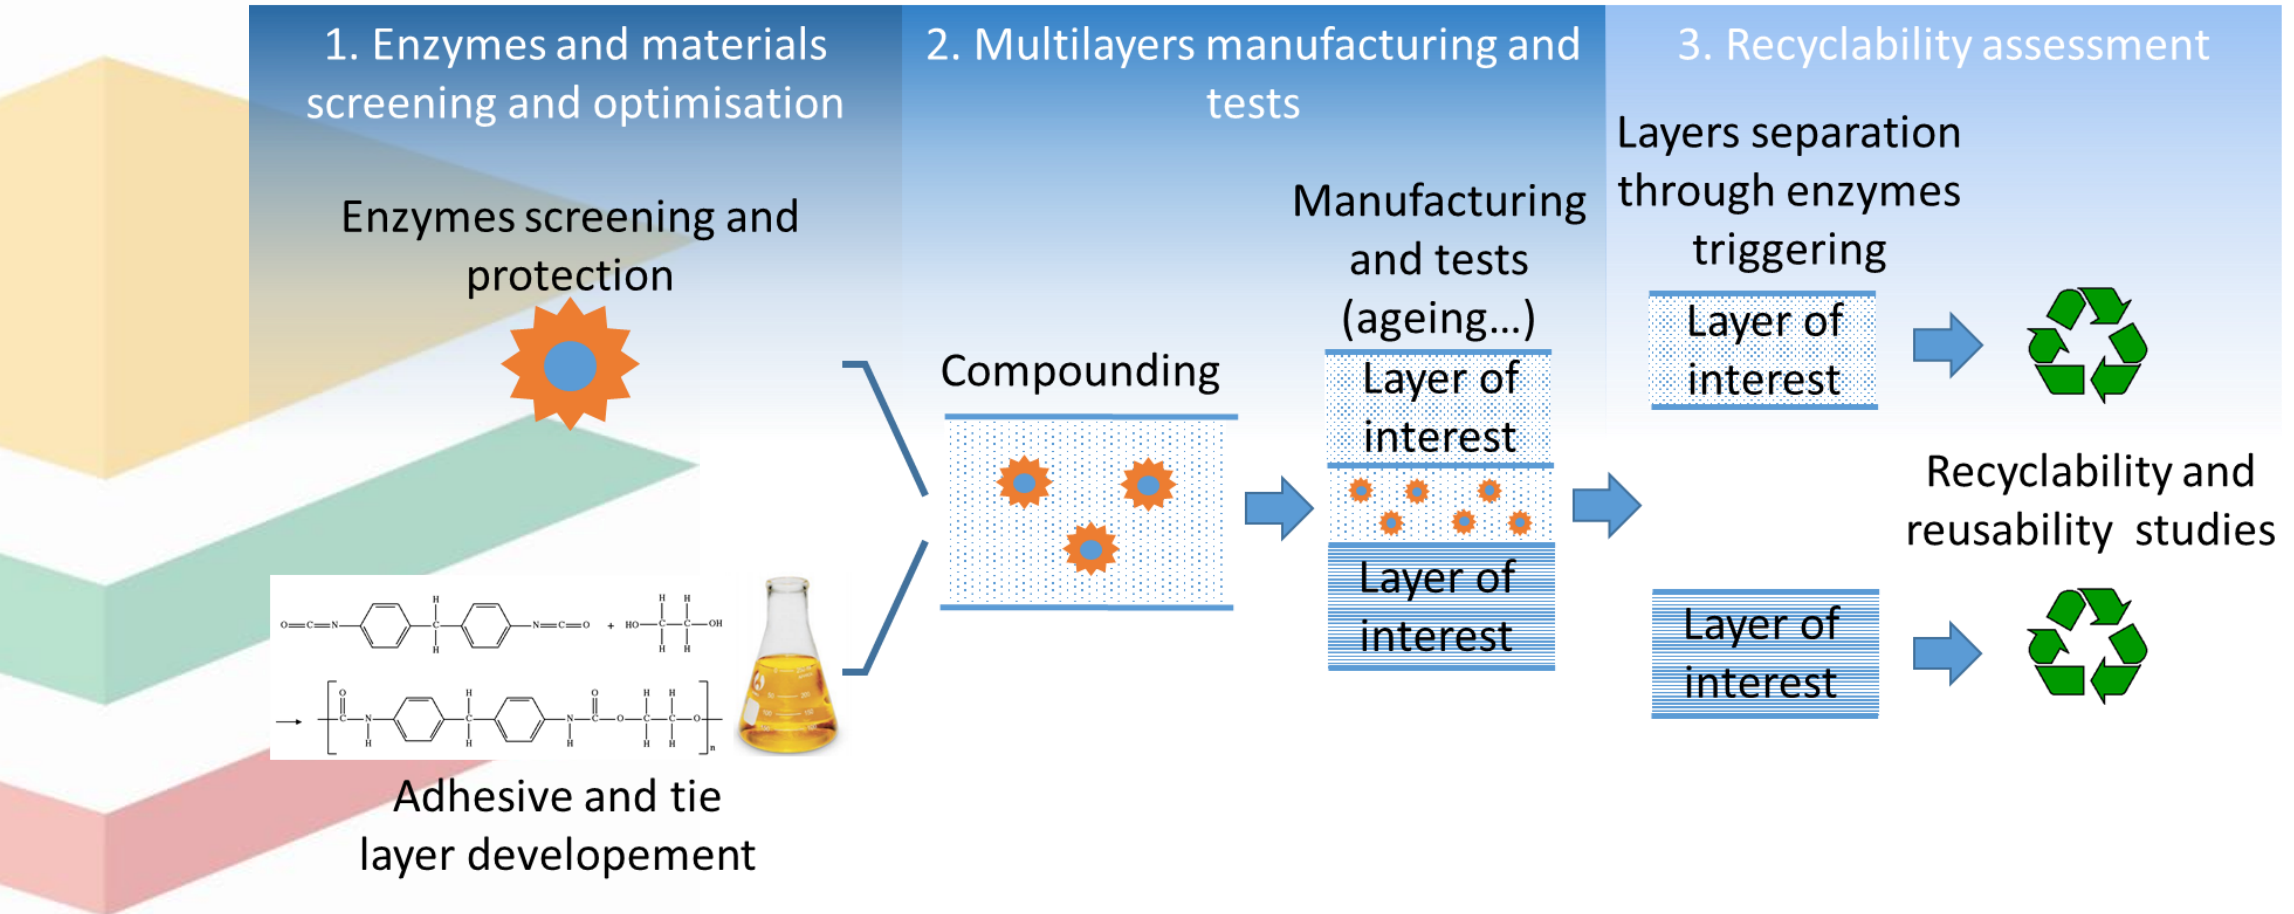 1. Enzymes and materials
screening and optimisation
2. Multilayers manufacturing and
tests
3. Recyclability assessment
Enzymes screening and
protection
Adhesive and tie
layer developement
Compounding
Manufacturing
and tests
(ageing...)
Layer of
interest
Layer of
interest
Layers separation
through enzymes
triggering
Layer of
interest
Layer of
interest
Recyclability and
reusability studies